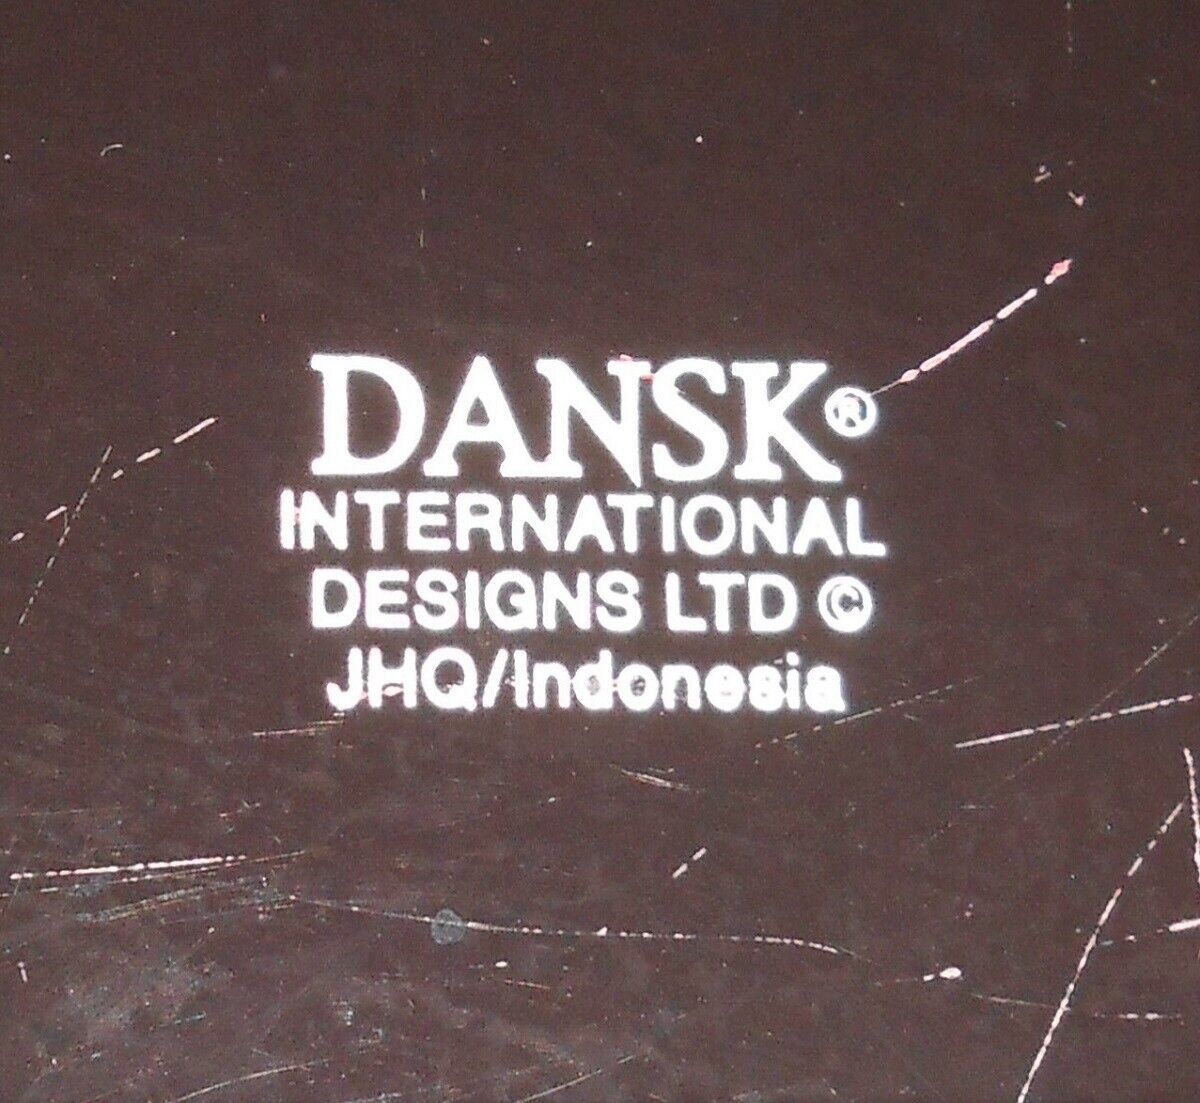 DANSK®
INTERNATIONAL
DESIGNS LTD ©
JHQ/Indonesia